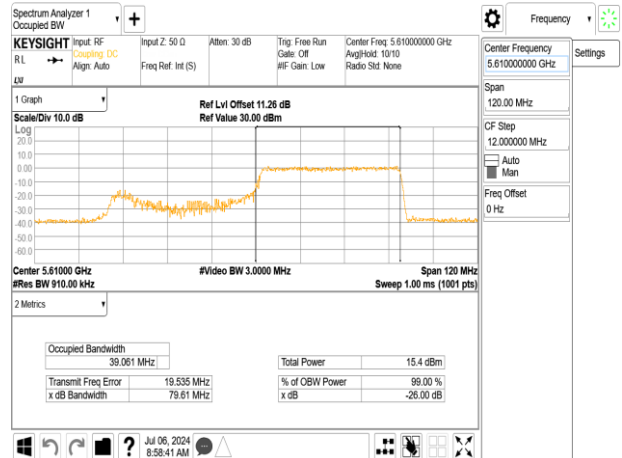 Spectrum Analyzer 1
Occupied BW
+
Frequency
KEYSIGHT
RL
LXI
Input: RF
Coupling: DC
Align: Auto
Input Z: 50 Ω
Freq Ref: Int (S)
Atten: 30 dB
Trig: Free Run
Gate: Off
#IF Gain: Low
Center Freq: 5.610000000 GHz
Avg|Hold: 10/10
Radio Std: None
Center Frequency
5.610000000 GHz
Settings
Span
120.00 MHz
CF Step
12.000000 MHz
Auto
Man
Freq Offset
0 Hz
1 Graph
Scale/Div 10.0 dB
Ref Lvl Offset 11.26 dB
Ref Value 30.00 dBm
Log
20.0
10.0
0.00
-10.0
-20.0
-30.0
-40.0
-50.0
-60.0
Center 5.61000 GHz
#Video BW 3.0000 MHz
Span 120 MHz
#Res BW 910.00 kHz
Sweep 1.00 ms (1001 pts)
2 Metrics
Occupied Bandwidth
39.061 MHz
Total Power 15.4 dBm
Transmit Freq Error 19.535 MHz
% of OBW Power 99.00 %
x dB Bandwidth 79.61 MHz
x dB -26.00 dB
?
Jul 06, 2024
8:58:41 AM